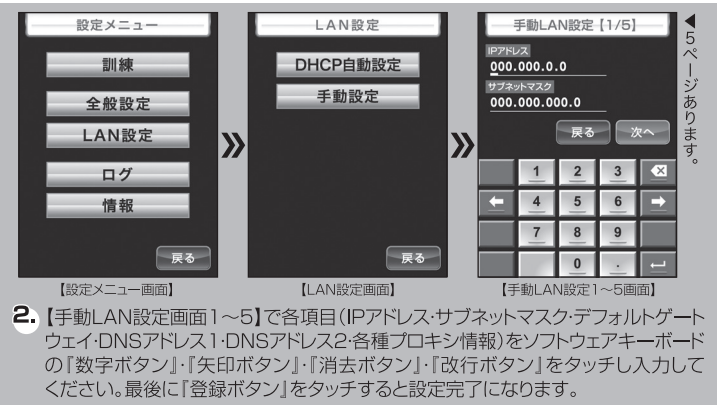 設定メニュー
訓練
全般設定
LAN設定
ログ
情報
戻る
【設定メニュー画面】
LAN設定
DHCP自動設定
手動設定
戻る
【LAN設定画面】
手動LAN設定【1/5】
IPアドレス
000.000.0.0
サブネットマスク
000.000.000.0
戻る 次へ
1 2 3
4 5 6
7 8 9
0 .
【手動LAN設定1～5画面】
◀5ページあります。
2.【手動LAN設定画面1～5】で各項目(IPアドレス・サブネットマスク・デフォルトゲート
ウェイ・DNSアドレス1・DNSアドレス2・各種プロキシ情報)をソフトウェアキーボード
の『数字ボタン』・『矢印ボタン』・『消去ボタン』・『改行ボタン』をタッチし入力して
ください。最後に『登録ボタン』をタッチすると設定完了になります。